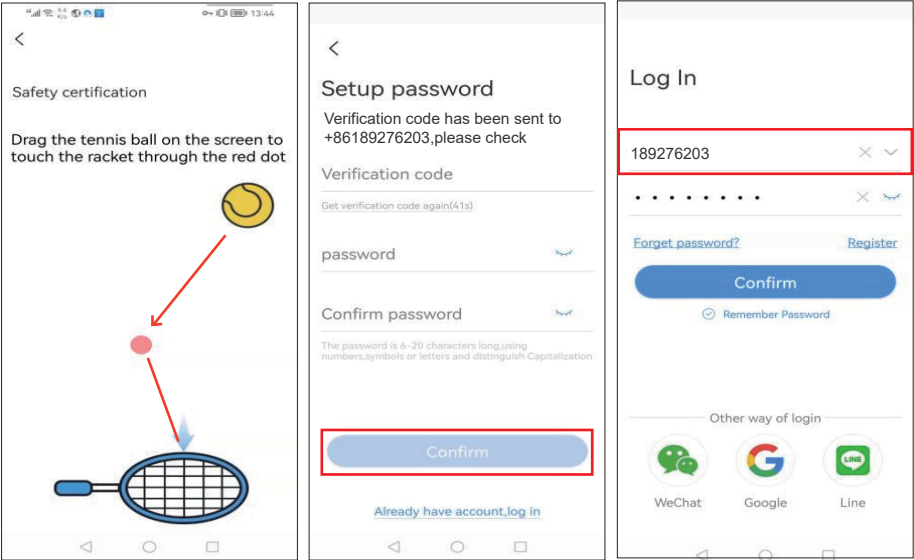 13:44
Safety certification
Drag the tennis ball on the screen to
touch the racket through the red dot
Setup password
Verification code has been sent to
+86189276203,please check
Verification code
Get verification code again(41s)
password
Confirm password
The password is 6-20 characters long,using
numbers,symbols or letters and distinguish Capitalization
Confirm
Already have account,log in
Log In
189276203
Forget password? Register
Confirm
Remember Password
Other way of login
LINE
WeChat Google Line